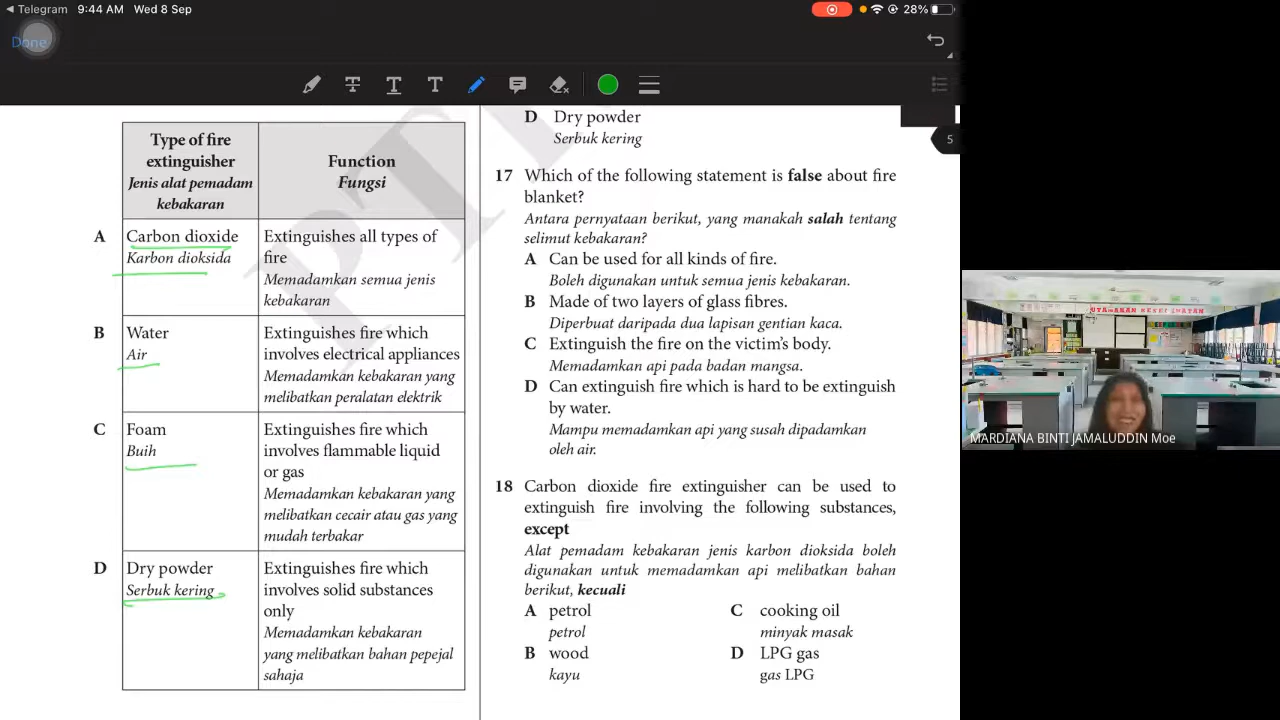 Telegram 9:44 AM Wed 8 Sep
28%
Done
5
Type of fire
extinguisher
Jenis alat pemadam
kebakaran
Function
Fungsi
A Carbon dioxide
Karbon dioksida
Extinguishes all types of
fire
Memadamkan semua jenis
kebakaran
B Water
Air
Extinguishes fire which
involves electrical appliances
Memadamkan kebakaran yang
melibatkan peralatan elektrik
C Foam
Buih
Extinguishes fire which
involves flammable liquid
or gas
Memadamkan kebakaran yang
melibatkan cecair atau gas yang
mudah terbakar
D Dry powder
Serbuk kering
Extinguishes fire which
involves solid substances
only
Memadamkan kebakaran
yang melibatkan bahan pepejal
sahaja
D Dry powder
Serbuk kering
17 Which of the following statement is false about fire
blanket?
Antara pernyataan berikut, yang manakah salah tentang
selimut kebakaran?
A Can be used for all kinds of fire.
Boleh digunakan untuk semua jenis kebakaran.
B Made of two layers of glass fibres.
Diperbuat daripada dua lapisan gentian kaca.
C Extinguish the fire on the victim's body.
Memadamkan api pada badan mangsa.
D Can extinguish fire which is hard to be extinguish
by water.
Mampu memadamkan api yang susah dipadamkan
oleh air.
18 Carbon dioxide fire extinguisher can be used to
extinguish fire involving the following substances,
except
Alat pemadam kebakaran jenis karbon dioksida boleh
digunakan untuk memadamkan api melibatkan bahan
berikut, kecuali
A petrol C cooking oil
petrol minyak masak
B wood D LPG gas
kayu gas LPG
MARDIANA BINTI JAMALUDDIN Moe